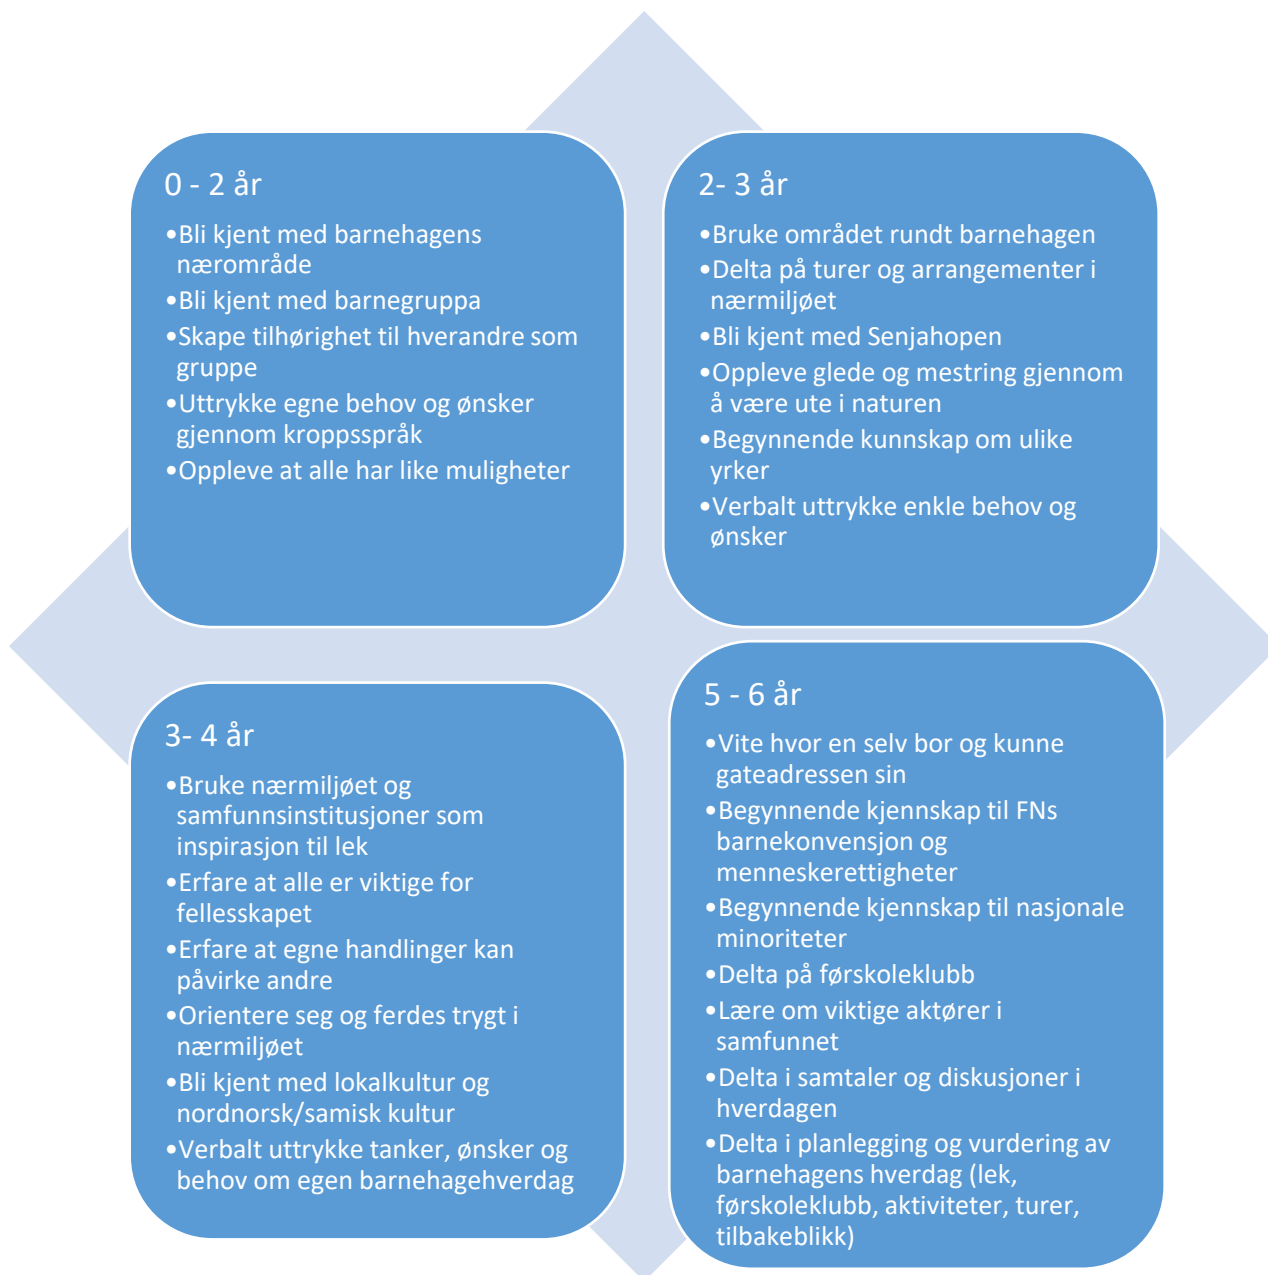 0 - 2 år
•Bli kjent med barnehagens
nærområde
•Bli kjent med barnegruppa
•Skape tilhørighet til hverandre som
gruppe
•Uttrykke egne behov og ønsker
gjennom kroppsspråk
•Oppleve at alle har like muligheter
2- 3 år
•Bruke området rundt barnehagen
•Delta på turer og arrangementer i
nærmiljøet
•Bli kjent med Senjahopen
•Oppleve glede og mestring gjennom
å være ute i naturen
•Begynnende kunnskap om ulike
yrker
•Verbalt uttrykke enkle behov og
ønsker
3- 4 år
•Bruke nærmiljøet og
samfunnsinstitusjoner som
inspirasjon til lek
•Erfare at alle er viktige for
fellesskapet
•Erfare at egne handlinger kan
påvirke andre
•Orientere seg og ferdes trygt i
nærmiljøet
•Bli kjent med lokalkultur og
nordnorsk/samisk kultur
•Verbalt uttrykke tanker, ønsker og
behov om egen barnehagehverdag
5 - 6 år
•Vite hvor en selv bor og kunne
gateadressen sin
•Begynnende kjennskap til FNs
barnekonvensjon og
menneskerettigheter
•Begynnende kjennskap til nasjonale
minoriteter
•Delta på førskoleklubb
•Lære om viktige aktører i
samfunnet
•Delta i samtaler og diskusjoner i
hverdagen
•Delta i planlegging og vurdering av
barnehagens hverdag (lek,
førskoleklubb, aktiviteter, turer,
tilbakeblikk)